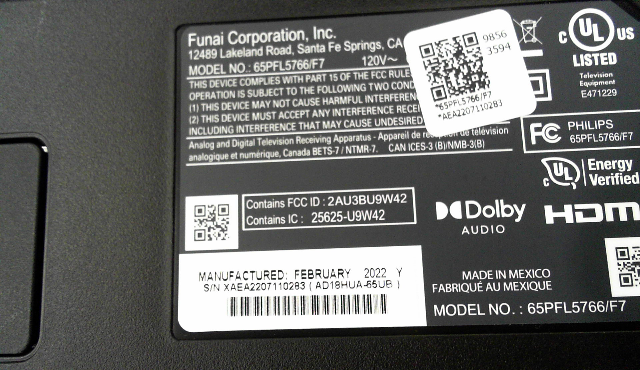 Funai Corporation, Inc.
12489 Lakeland Road, Santa Fe Springs, CA
MODEL NO. : 65PFL5766/F7 120V~
THIS DEVICE COMPLIES WITH PART 15 OF THE FCC RULES
OPERATION IS SUBJECT TO THE FOLLOWING TWO COND
(1) THIS DEVICE MAY NOT CAUSE HARMFUL INTERFEREN
(2) THIS DEVICE MUST ACCEPT ANY INTERFERENCE RECEI
INCLUDING INTERFERENCE THAT MAY CAUSE UNDESIRED
Analog and Digital Television Receiving Apparatus - Appareil de réception de télévision
analogique et numérique, Canada BETS-7 / NTMR-7. CAN ICES-3 (B)/NMB-3(B)
9856
3594
*65PFL5766/F7
*AEA2207110283
C UL US
LISTED
Television
Equipment
E471229
FC PHILIPS
65PFL5766/F7
C UL Energy
Verified
Contains FCC ID : 2AU3BU9W42
Contains IC : 25625-U9W42
Dolby
AUDIO
HDM
MANUFACTURED: FEBRUARY 2022 Y
S/N XAEA2207110283 ( AD18HUA-65UB )
MADE IN MEXICO
FABRIQUÉ AU MEXIQUE
MODEL NO. : 65PFL5766/F7